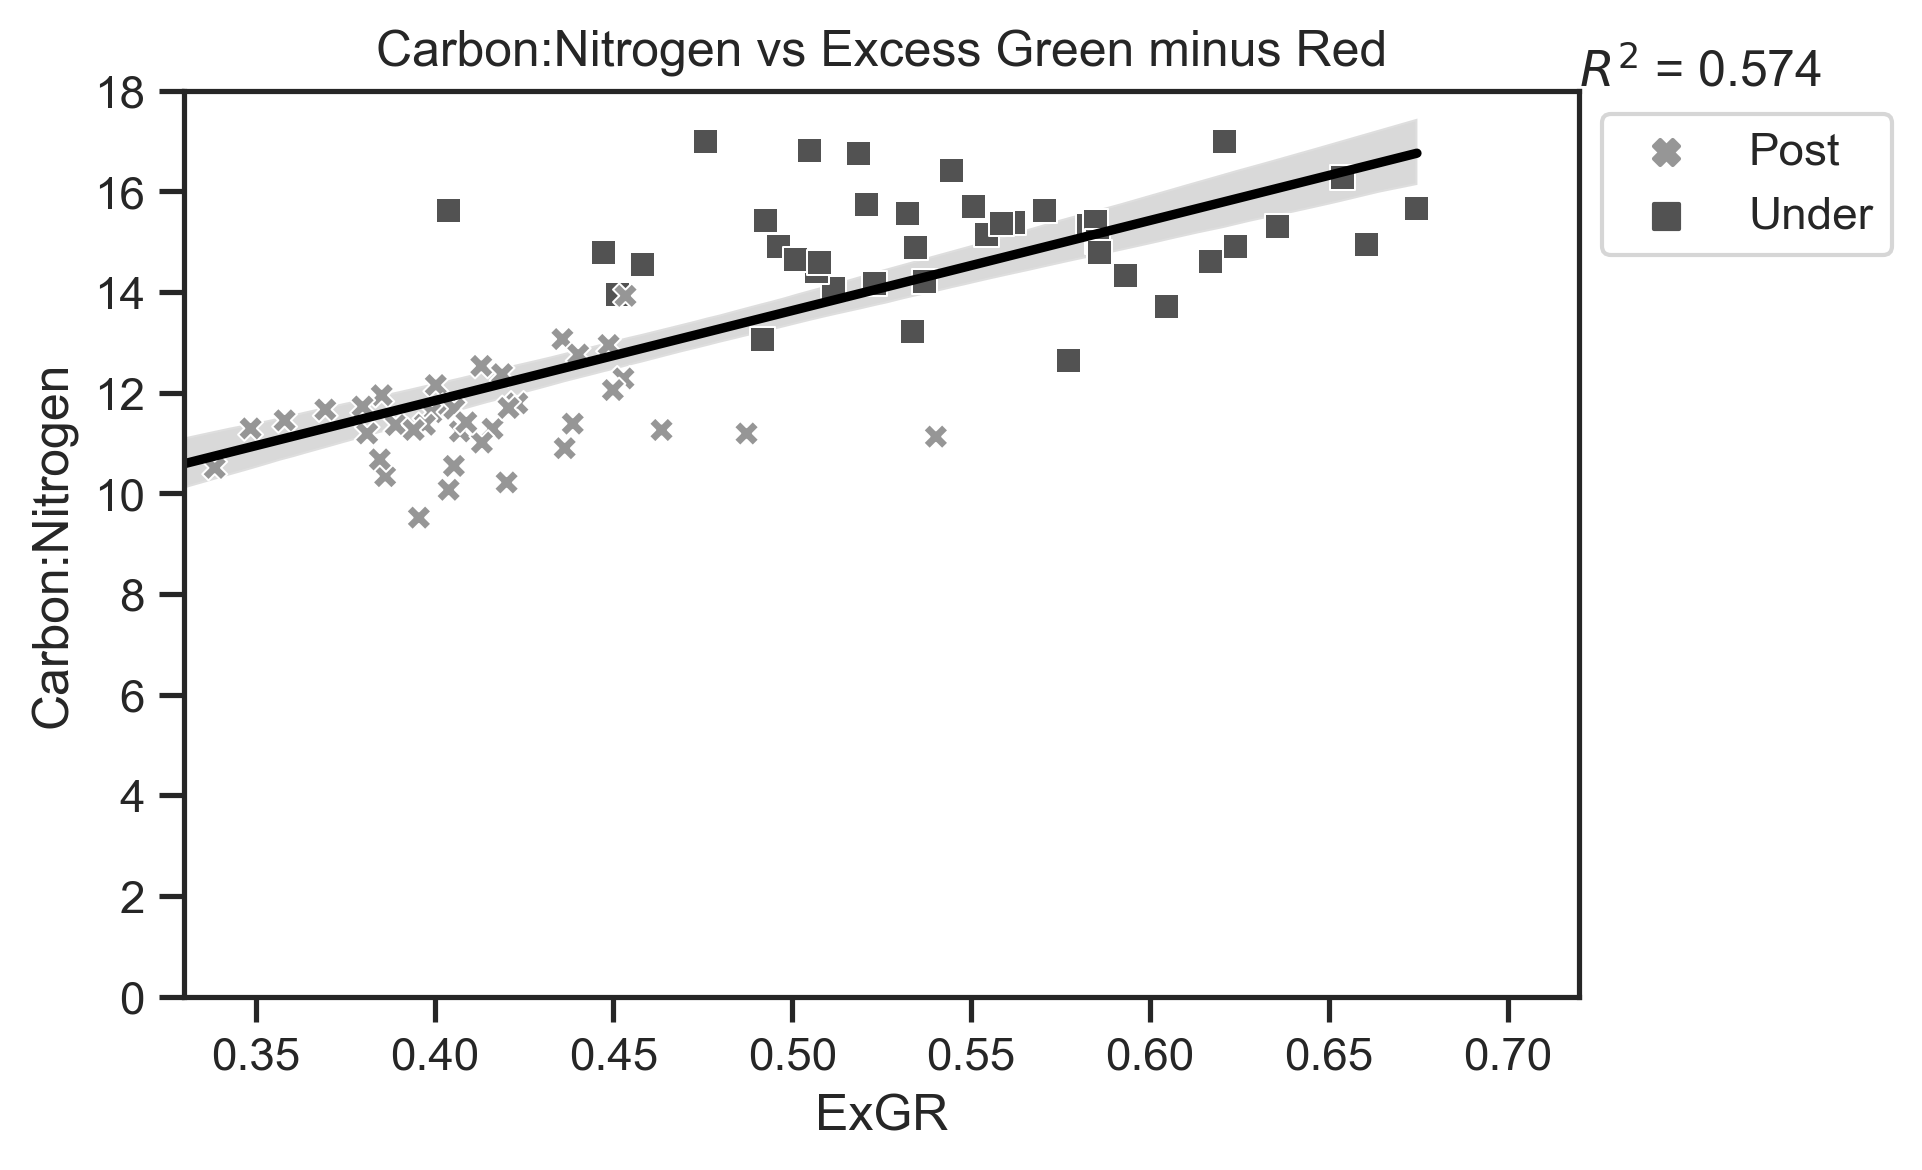 Carbon:Nitrogen vs Excess Green minus Red
R² = 0.574
Post
Under
Carbon:Nitrogen
18
16
14
12
10
8
6
4
2
0
0.35 0.40 0.45 0.50 0.55 0.60 0.65 0.70
ExGR